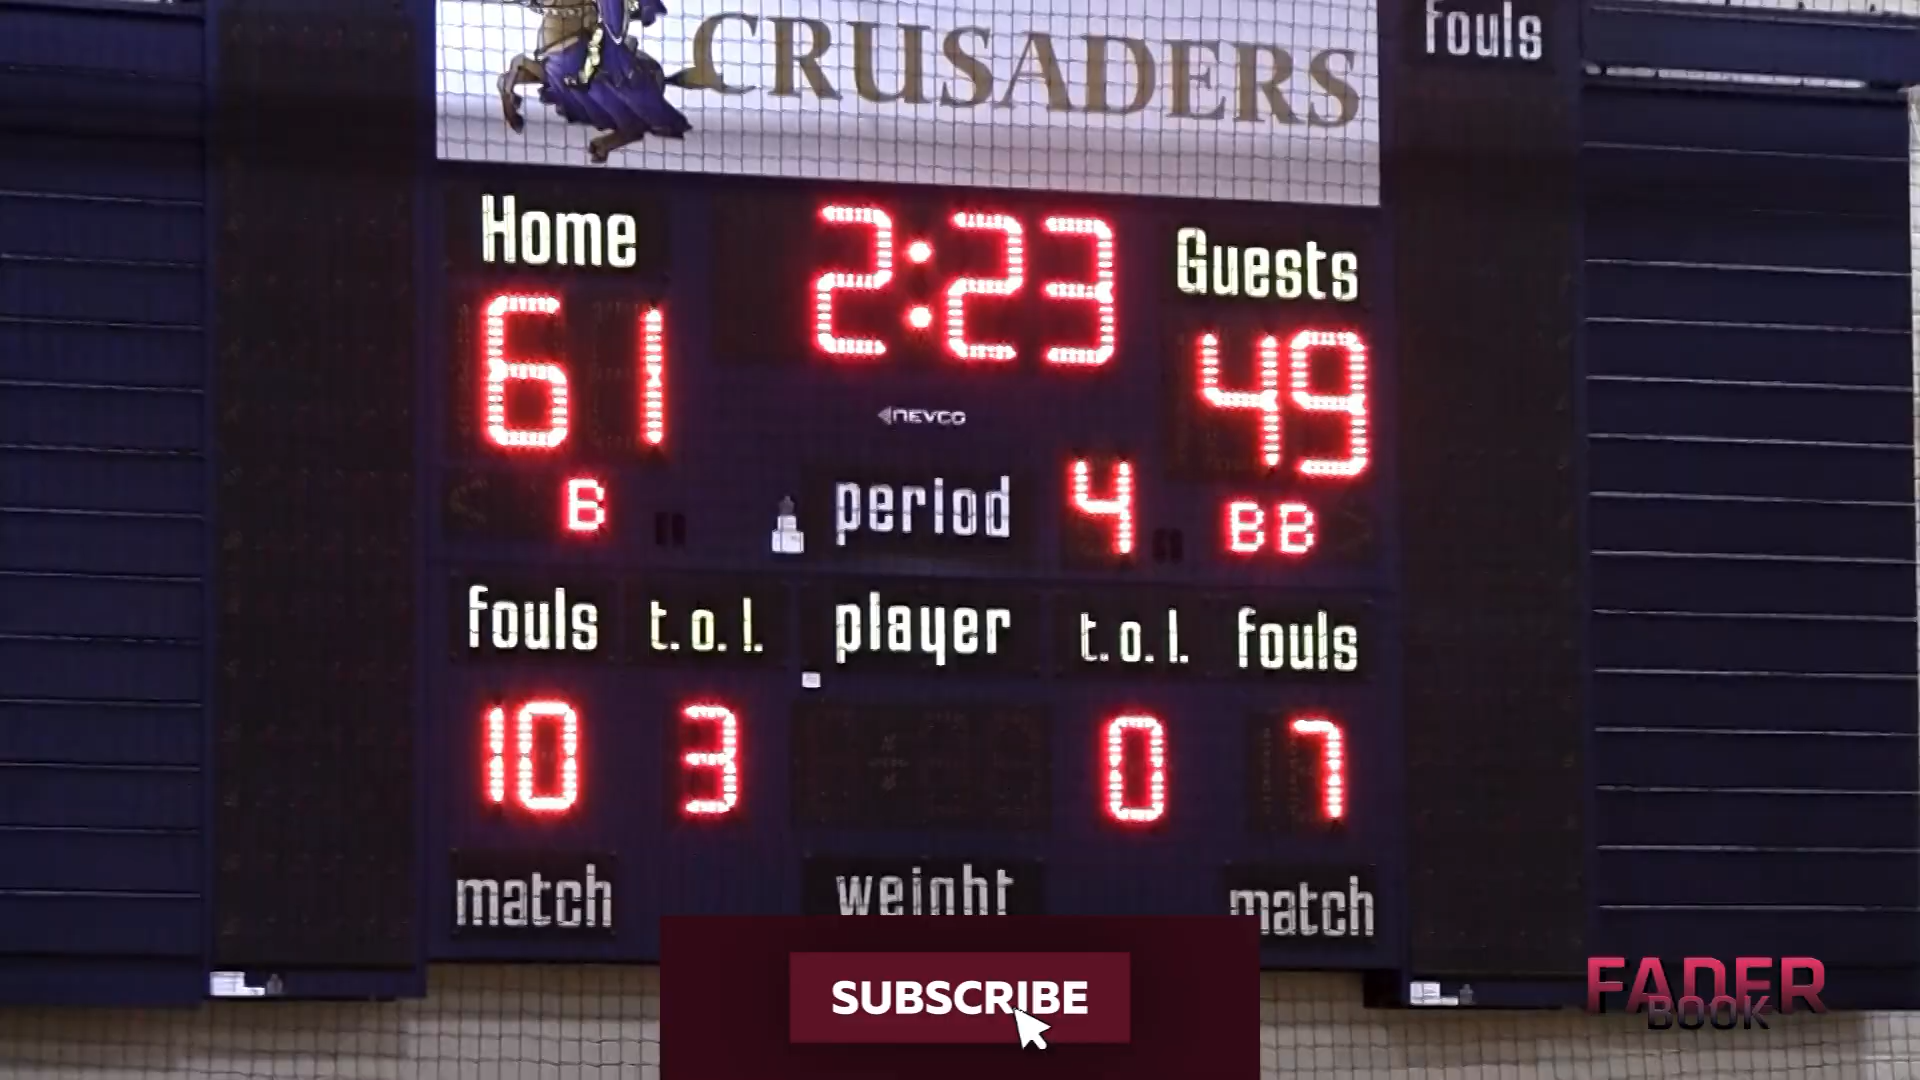 CRUSADERS
fouls
Home
2:23
Guests
61
49
NEVCO
B
period
4
BB
fouls
t.o.l.
player
t.o.l.
fouls
10
3
0
7
match
weight
match
SUBSCRIBE
FADER
BOOK